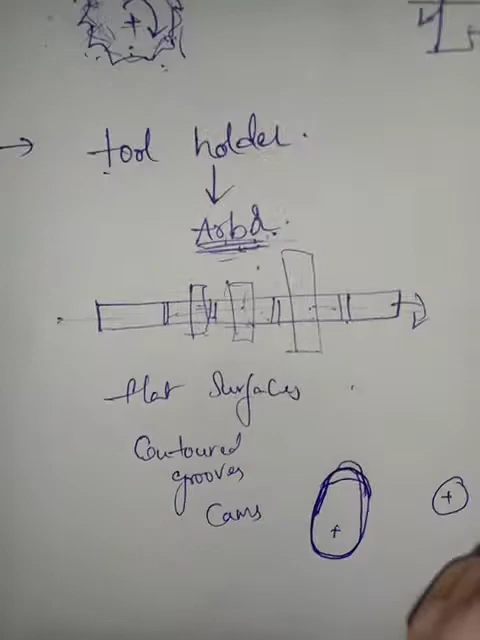 tool holder.
Arbd.
flat Surfaces
Contoured
grooves
Cams